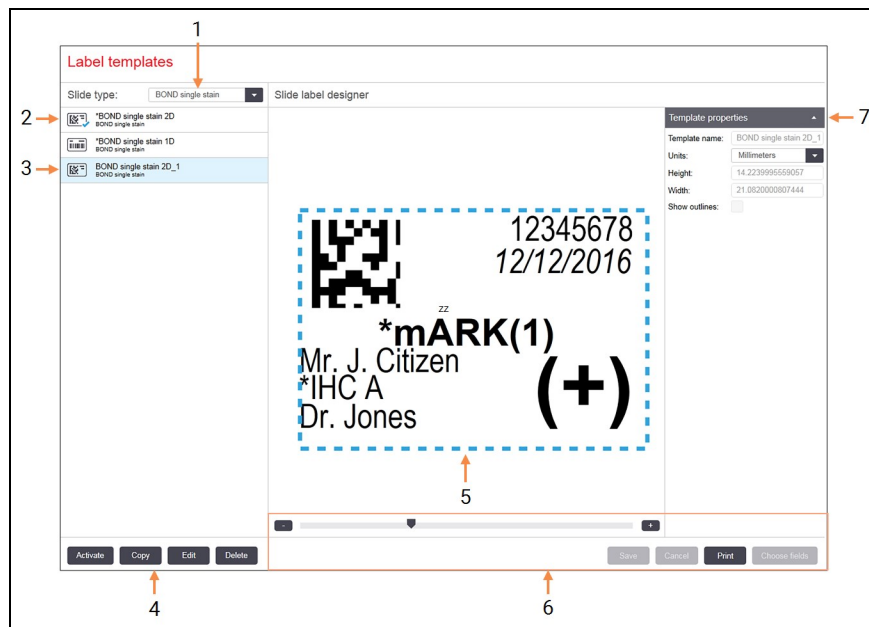 1
Label templates
Slide type: BOND single stain
Slide label designer
2
*BOND single stain 2D
BOND single stain
*BOND single stain 1D
BOND single stain
3
BOND single stain 2D_1
BOND single stain
Template properties
7
Template name: BOND single stain 2D_1
Units: Millimeters
Height: 14.2239995559057
Width: 21.0820000807444
Show outlines:
12345678
12/12/2016
zz
*mARK(1)
Mr. J. Citizen
*IHC A
Dr. Jones
(+)
5
- +
Activate Copy Edit Delete
Save Cancel Print Choose fields
4
6